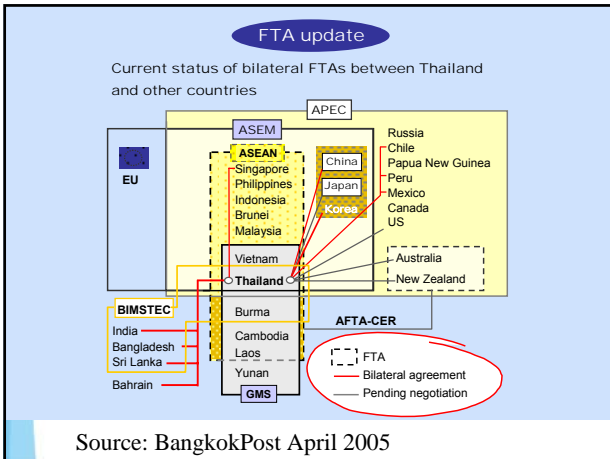 FTA update
Current status of bilateral FTAs between Thailand
and other countries
APEC
ASEM
EU
ASEAN
Singapore
Philippines
Indonesia
Brunei
Malaysia
China
Japan
Korea
Russia
Chile
Papua New Guinea
Peru
Mexico
Canada
US
Vietnam
Thailand
Australia
New Zealand
BIMSTEC
Burma
AFTA-CER
India
Bangladesh
Sri Lanka
Bahrain
Cambodia
Laos
Yunan
GMS
FTA
Bilateral agreement
Pending negotiation
Source: BangkokPost April 2005